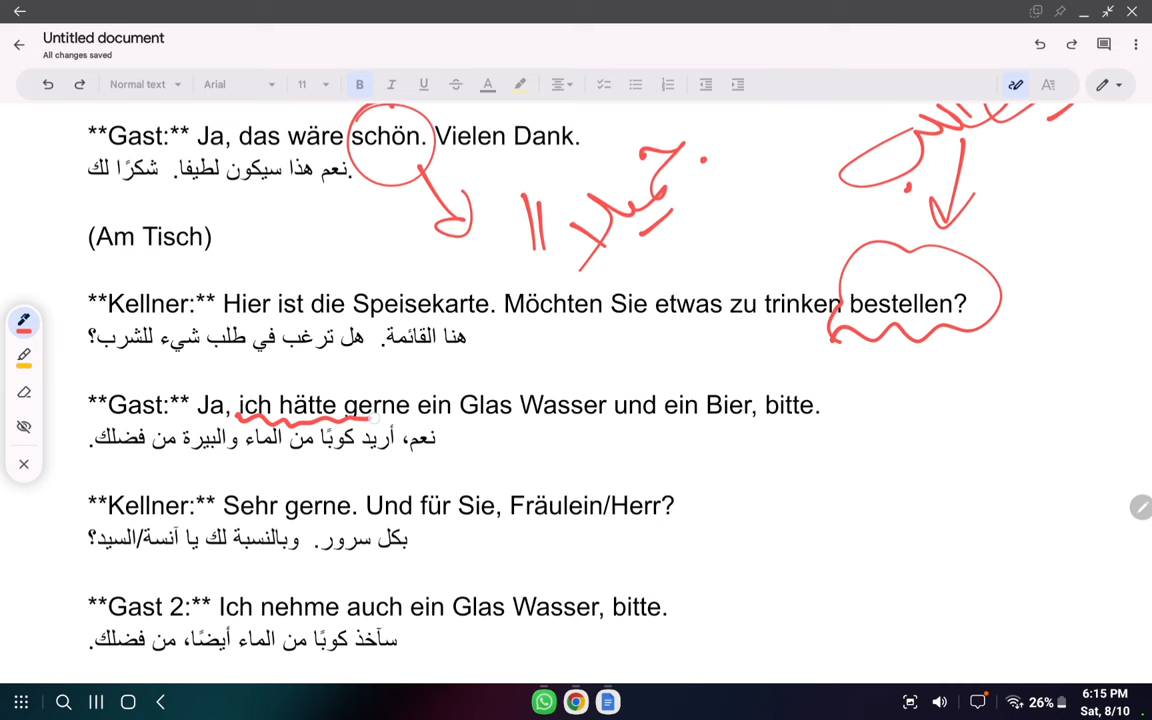 Untitled document
All changes saved
Normal text Arial 11 B I U S A
**Gast:** Ja, das wäre schön. Vielen Dank.
نعم هذا سيكون لطيفا. شكرًا لك.
(Am Tisch)
**Kellner:** Hier ist die Speisekarte. Möchten Sie etwas zu trinken bestellen?
هنا القائمة. هل ترغب في طلب شيء للشرب؟
**Gast:** Ja, ich hätte gerne ein Glas Wasser und ein Bier, bitte.
نعم، أريد كوبًا من الماء والبيرة من فضلك.
**Kellner:** Sehr gerne. Und für Sie, Fräulein/Herr?
بكل سرور. وبالنسبة لك يا آنسة/السيد؟
**Gast 2:** Ich nehme auch ein Glas Wasser, bitte.
سآخذ كوبًا من الماء أيضًا، من فضلك.
26% 6:15 PM
Sat, 8/10